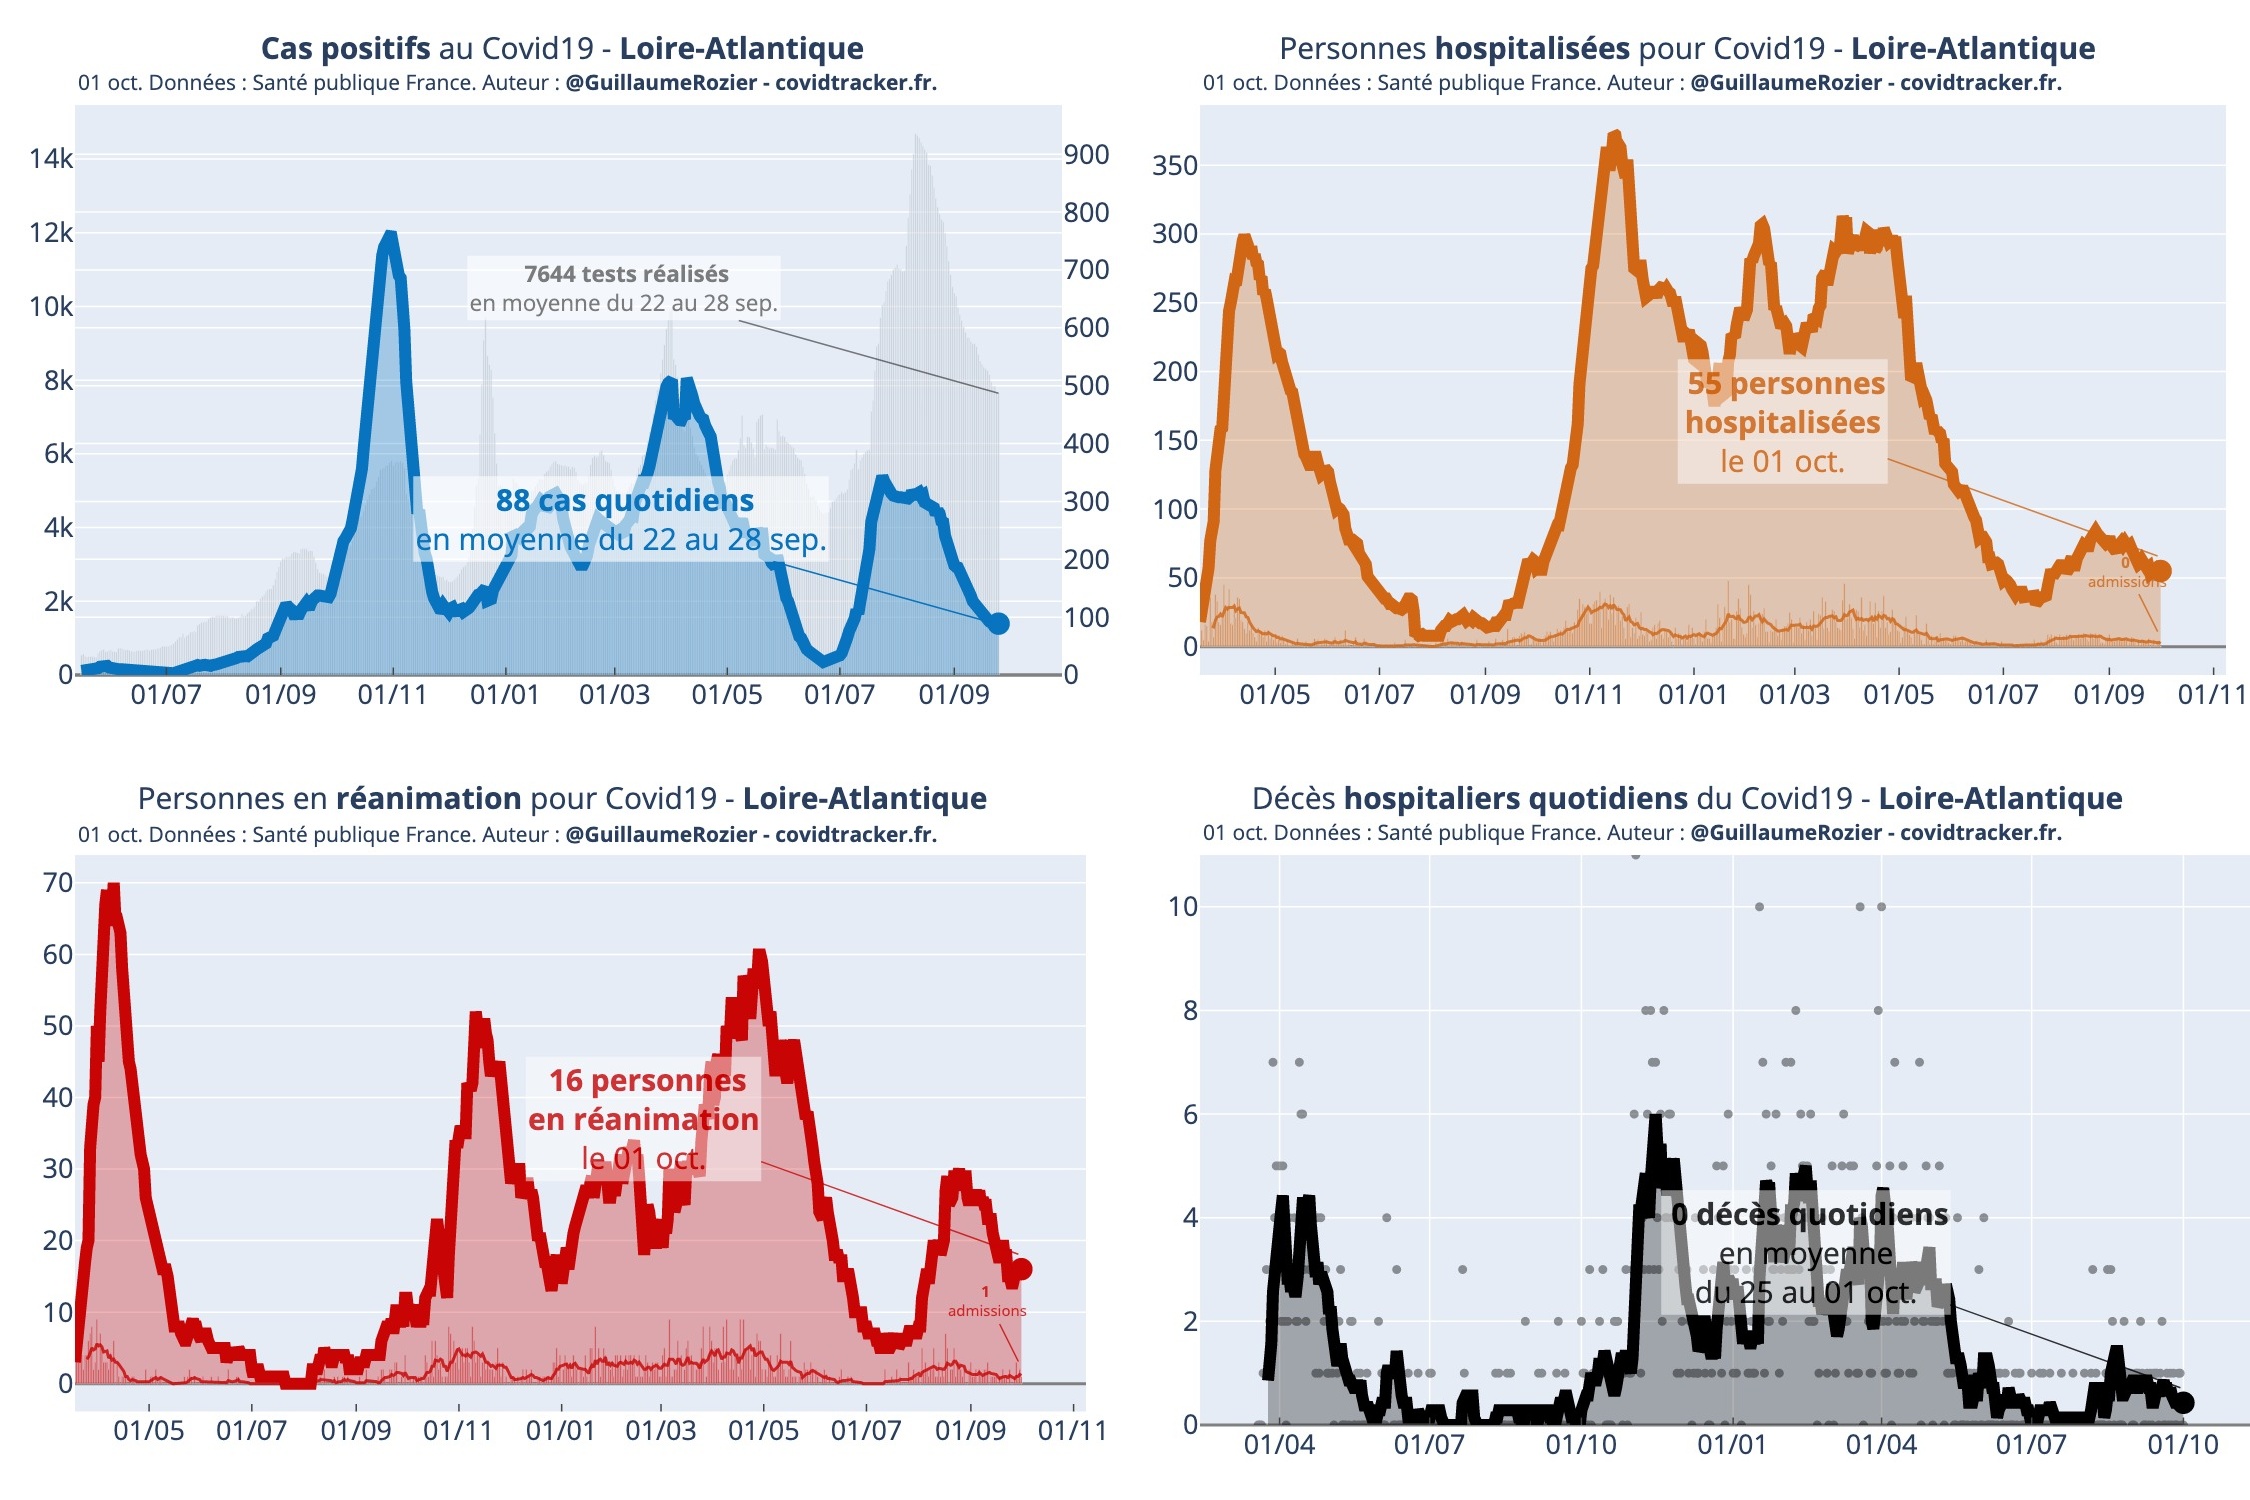 Cas positifs au Covid19 - Loire-Atlantique
01 oct. Données : Santé publique France. Auteur : @GuillaumeRozier - covidtracker.fr.
14k
12k
10k
8k
6k
4k
2k
0
900
800
700
600
500
400
300
200
100
0
7644 tests réalisés
en moyenne du 22 au 28 sep.
88 cas quotidiens
en moyenne du 22 au 28 sep.
01/07 01/09 01/11 01/01 01/03 01/05 01/07 01/09
Personnes hospitalisées pour Covid19 - Loire-Atlantique
01 oct. Données : Santé publique France. Auteur : @GuillaumeRozier - covidtracker.fr.
350
300
250
200
150
100
50
0
55 personnes
hospitalisées
le 01 oct.
0
admissions
01/05 01/07 01/09 01/11 01/01 01/03 01/05 01/07 01/09 01/11
Personnes en réanimation pour Covid19 - Loire-Atlantique
01 oct. Données : Santé publique France. Auteur : @GuillaumeRozier - covidtracker.fr.
70
60
50
40
30
20
10
0
16 personnes
en réanimation
le 01 oct.
1
admissions
01/05 01/07 01/09 01/11 01/01 01/03 01/05 01/07 01/09 01/11
Décès hospitaliers quotidiens du Covid19 - Loire-Atlantique
01 oct. Données : Santé publique France. Auteur : @GuillaumeRozier - covidtracker.fr.
10
8
6
4
2
0
0 décès quotidiens
en moyenne
du 25 au 01 oct.
01/04 01/07 01/10 01/01 01/04 01/07 01/10